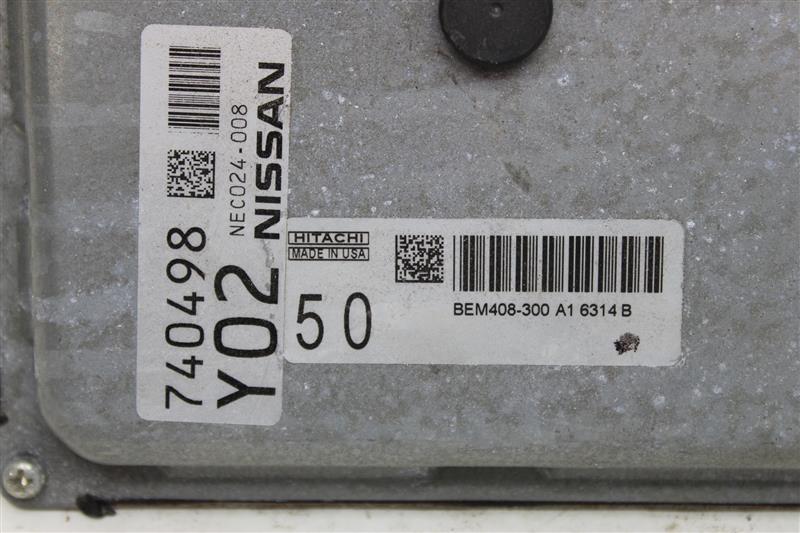 740498
Y02
NEC024-008
NISSAN
HITACHI
MADE IN USA
50
BEM408-300 A1 6314 B